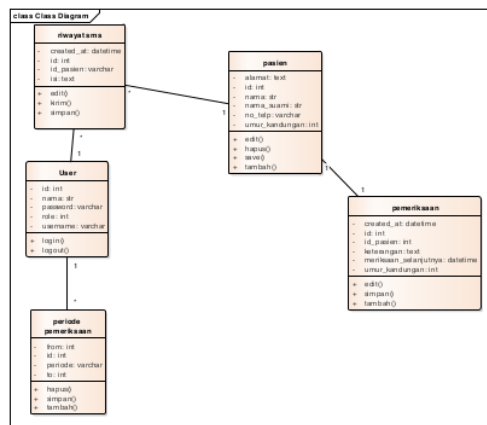 class Class Diagram
riwayatsms
- created_at: datetime
- id: int
- id_pasien: varchar
- isi: text
+ edit()
+ kirim()
+ simpan()
*
*
1
pasien
- alamat: text
- id: int
- nama: str
- nama_suami: str
- no_telp: varchar
- umur_kandungan: int
+ edit()
+ hapus()
+ save()
+ tambah()
1
1
User
- id: int
- nama: str
- password: varchar
- role: int
- username: varchar
+ login()
+ logout()
1
*
1
pemeriksaan
- created_at: datetime
- id: int
- id_pasien: int
- keterangan: text
- meriksaan_selanjutnya: datetime
- umur_kandungan: int
+ edit()
+ simpan()
+ tambah()
periode
pemeriksaan
- from: int
- id: int
- periode: varchar
- to: int
+ hapus()
+ simpan()
+ tambah()